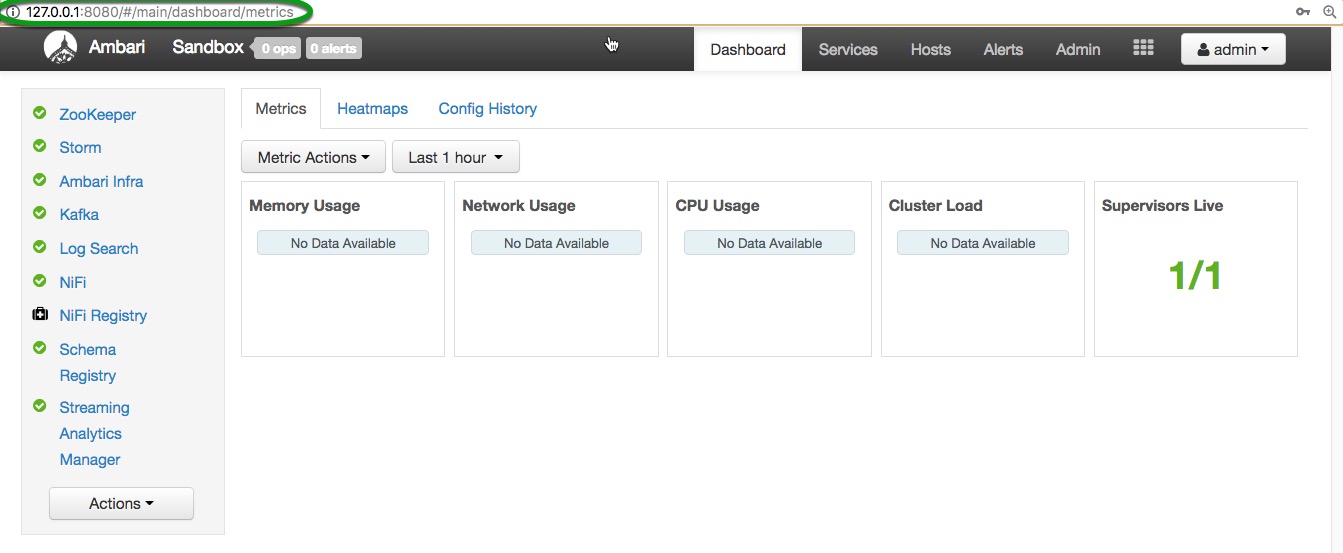 127.0.0.1:8080/#/main/dashboard/metrics
Ambari Sandbox 0 ops 0 alerts Dashboard Services Hosts Alerts Admin admin
ZooKeeper
Storm
Ambari Infra
Kafka
Log Search
NiFi
NiFi Registry
Schema
Registry
Streaming
Analytics
Manager
Actions
Metrics Heatmaps Config History
Metric Actions Last 1 hour
Memory Usage Network Usage CPU Usage Cluster Load Supervisors Live
No Data Available No Data Available No Data Available No Data Available
1/1